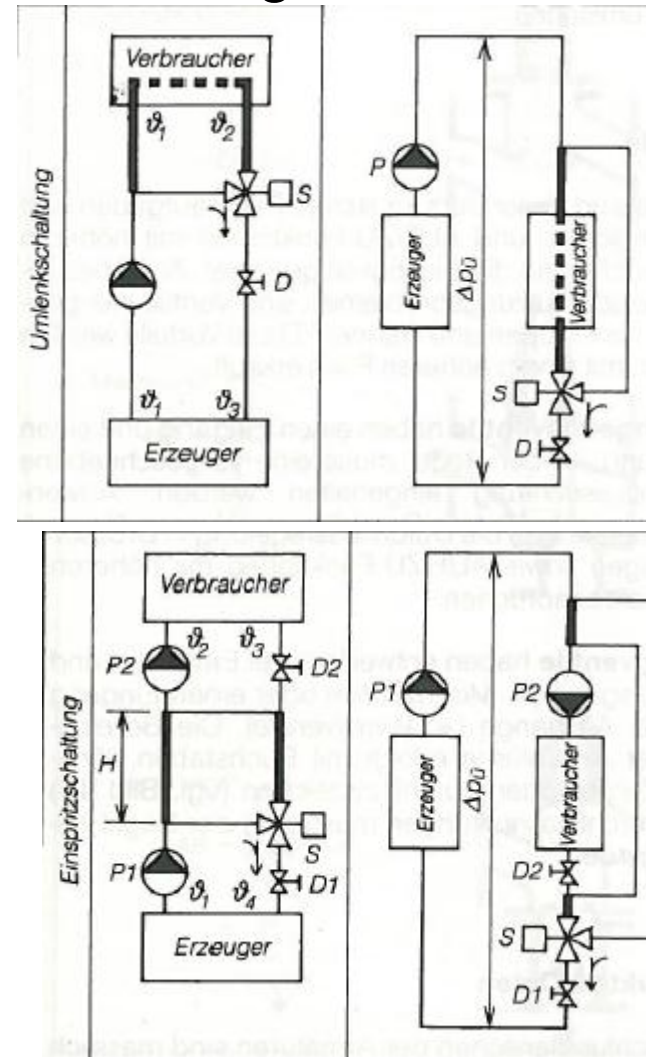 Umlenkschaltung
Verbraucher
ϑ1 ϑ2
S
D
ϑ1 ϑ3
Erzeuger
P
Erzeuger
Δpü
Verbraucher
S
D
Einspritzschaltung
Verbraucher
ϑ2 ϑ3
P2 D2
H
S
P1 ϑ1 ϑ4 D1
Erzeuger
P1
Erzeuger
Δpü
P2
Verbraucher
D2
S
D1